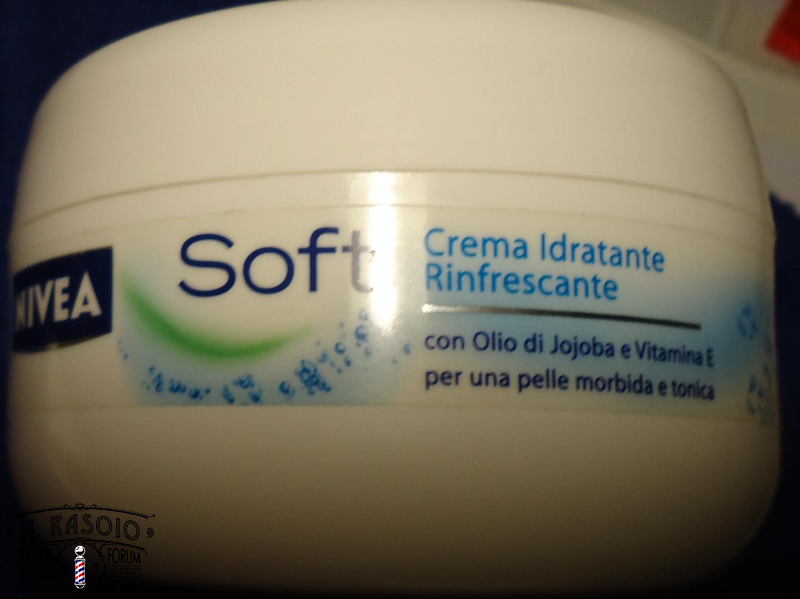 NIVEA
Soft
Crema Idratante
Rinfrescante
con Olio di Jojoba e Vitamina E
per una pelle morbida e tonica
IL RASOIO
FORUM